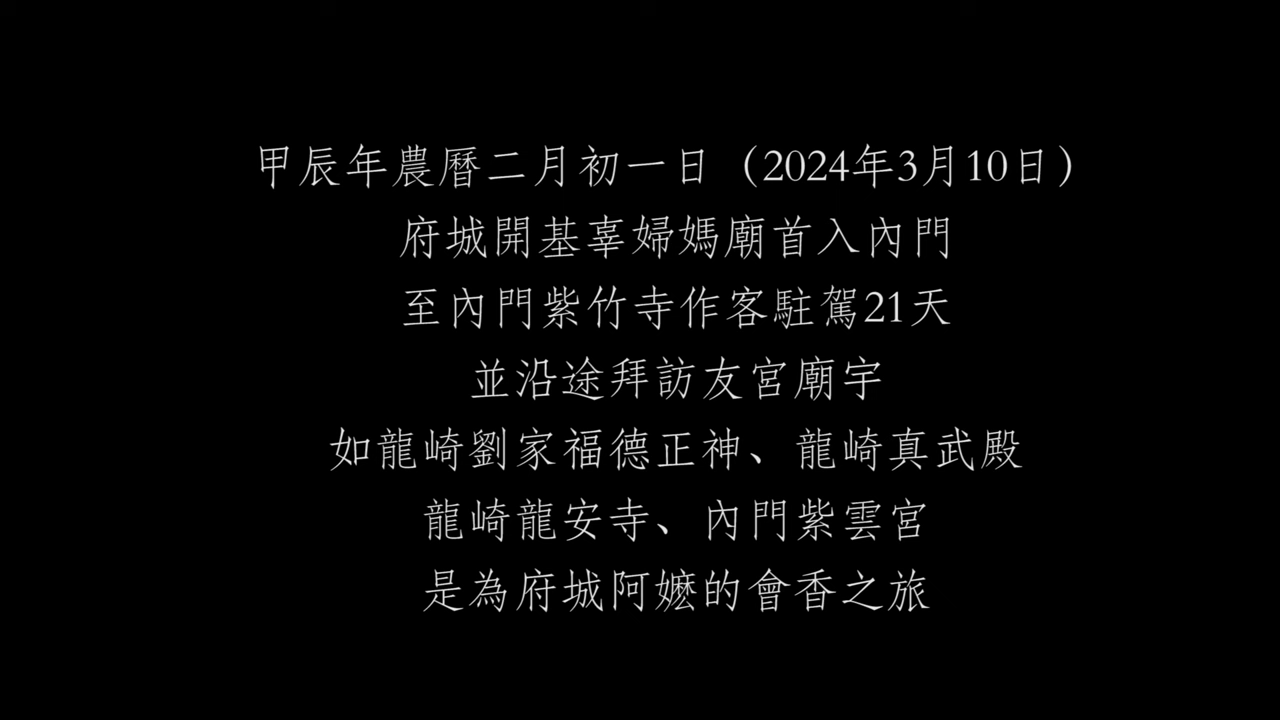 甲辰年農曆二月初一日（2024年3月10日）
府城開基辜婦媽廟首入內門
至內門紫竹寺作客駐駕21天
並沿途拜訪友宮廟宇
如龍崎劉家福德正神、龍崎真武殿
龍崎龍安寺、內門紫雲宮
是為府城阿嬤的會香之旅